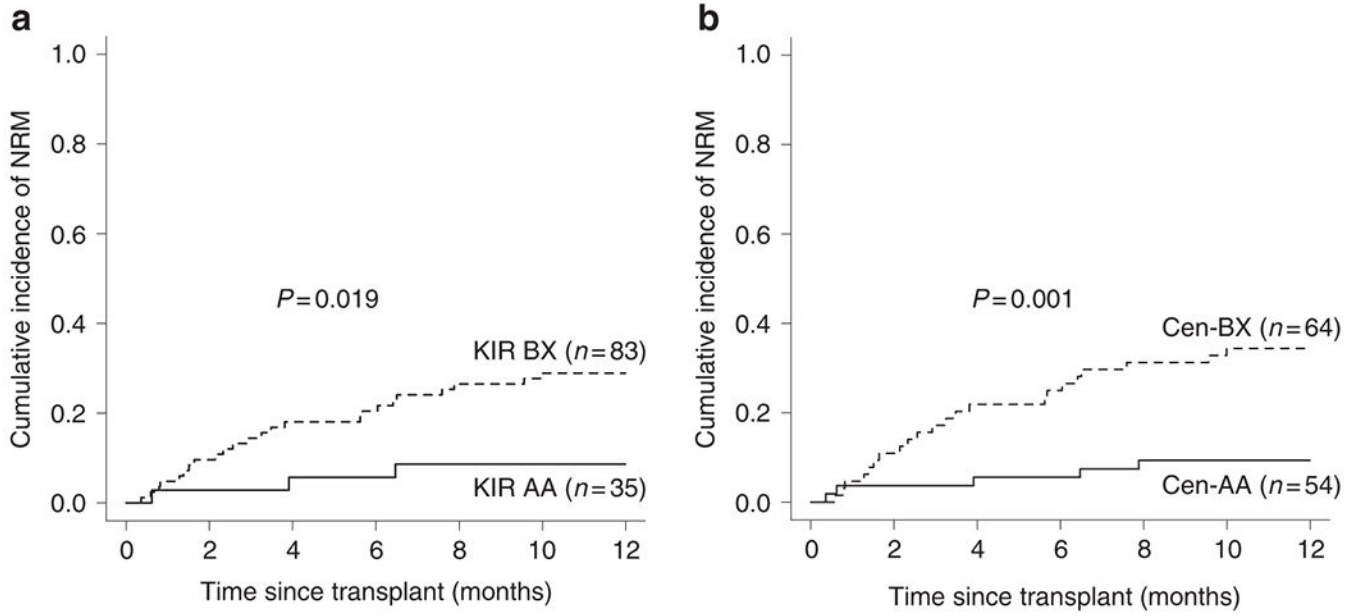 a
Cumulative incidence of NRM
1.0
0.8
0.6
0.4
0.2
0.0
P=0.019
KIR BX (n=83)
KIR AA (n=35)
0 2 4 6 8 10 12
Time since transplant (months)
b
Cumulative incidence of NRM
1.0
0.8
0.6
0.4
0.2
0.0
P=0.001
Cen-BX (n=64)
Cen-AA (n=54)
0 2 4 6 8 10 12
Time since transplant (months)